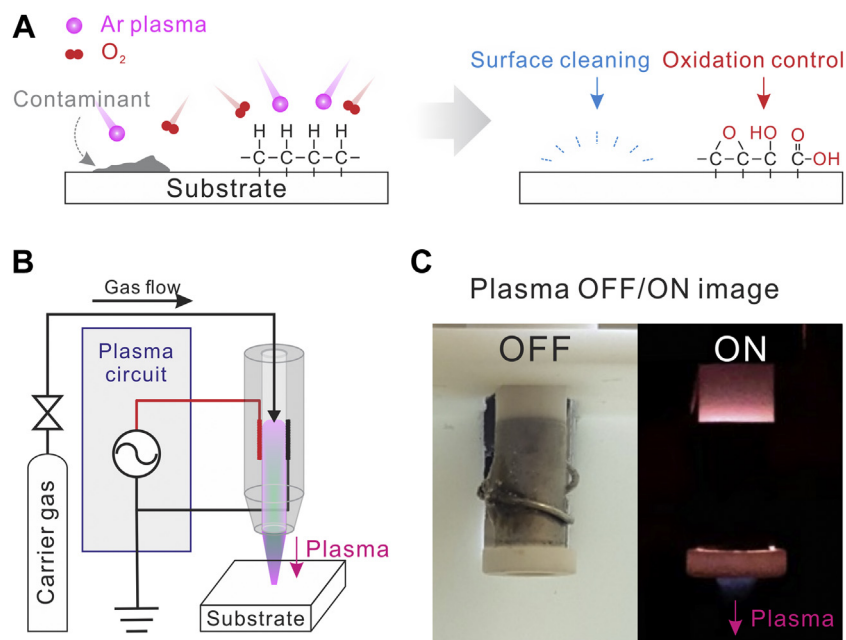 A
Ar plasma
O₂
Contaminant
H H H H
C C C C
Substrate
Surface cleaning Oxidation control
O HO O
C C C C OH
B
Gas flow
Plasma
circuit
Carrier gas
Plasma
Substrate
C
Plasma OFF/ON image
OFF ON
Plasma